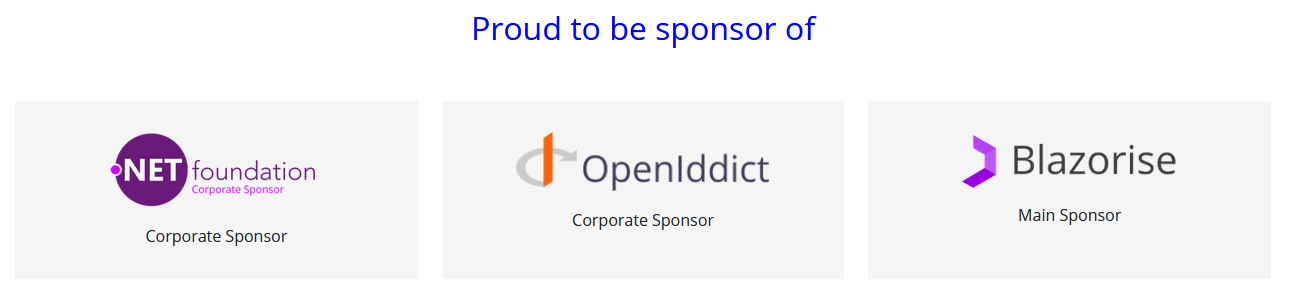 Proud to be sponsor of
.NET foundation
Corporate Sponsor
Corporate Sponsor
OpenIddict
Corporate Sponsor
Blazorise
Main Sponsor